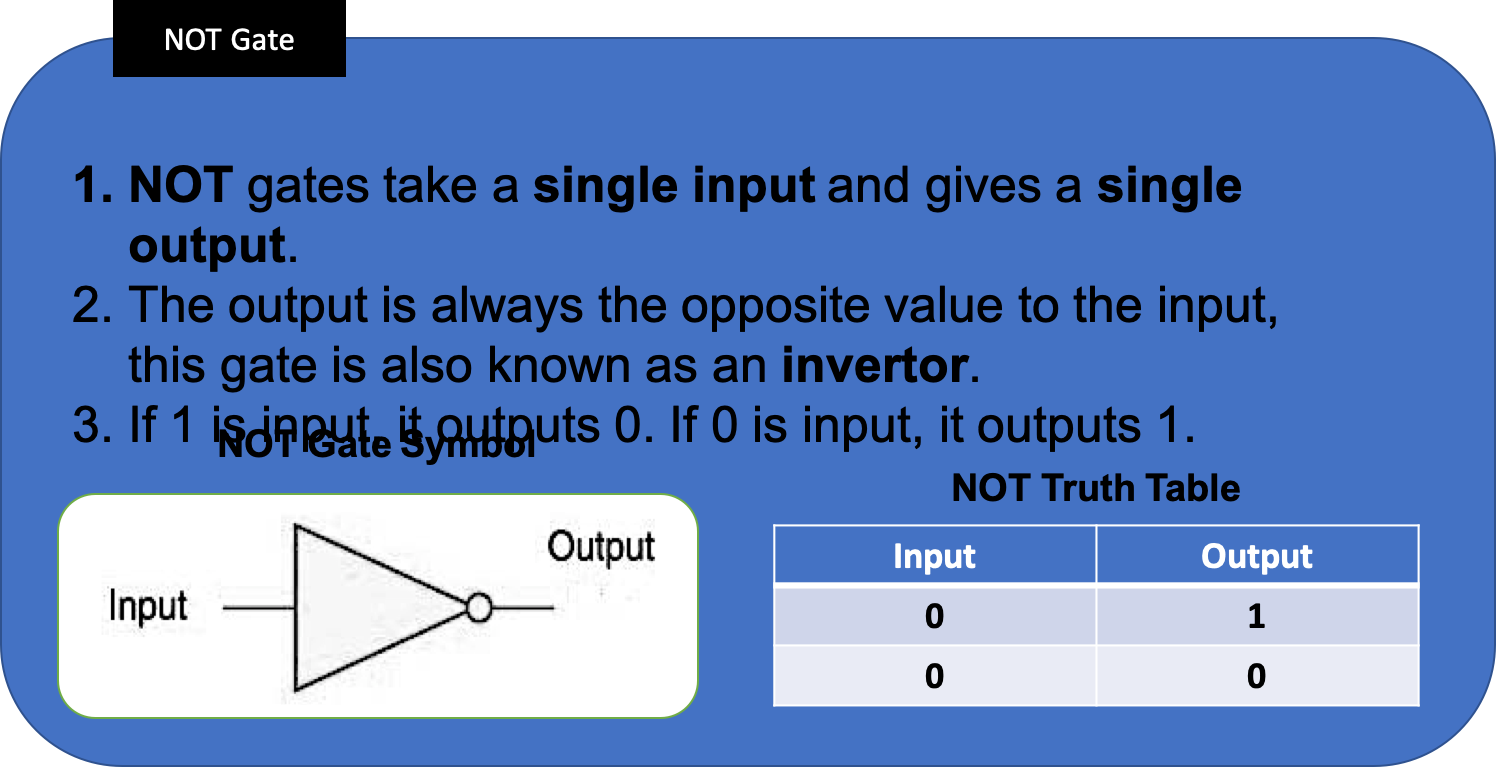 NOT Gate
1. NOT gates take a single input and gives a single
output.
2. The output is always the opposite value to the input,
this gate is also known as an invertor.
3. If 1 is input, it outputs 0. If 0 is input, it outputs 1.
NOT Gate Symbol
Input
Output
NOT Truth Table
Input Output
0 1
0 0